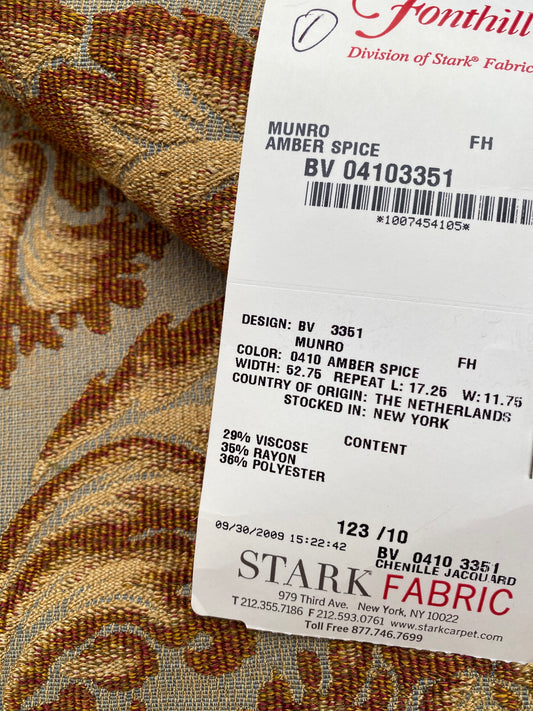 1
Fonthill
Division of Stark® Fabric
MUNRO FH
AMBER SPICE
BV 04103351
*1007454105*
DESIGN: BV 3351
MUNRO
COLOR: 0410 AMBER SPICE FH
WIDTH: 52.75 REPEAT L: 17.25 W: 11.75
COUNTRY OF ORIGIN: THE NETHERLANDS
STOCKED IN: NEW YORK
CONTENT
29% VISCOSE
35% RAYON
36% POLYESTER
123 /10
09/30/2009 15:22:42
BV 0410 3351
CHENILLE JACQUARD
STARK FABRIC
979 Third Ave. New York, NY 10022
T 212.355.7186 F 212.593.0761 www.starkcarpet.com
Toll Free 877.746.7699